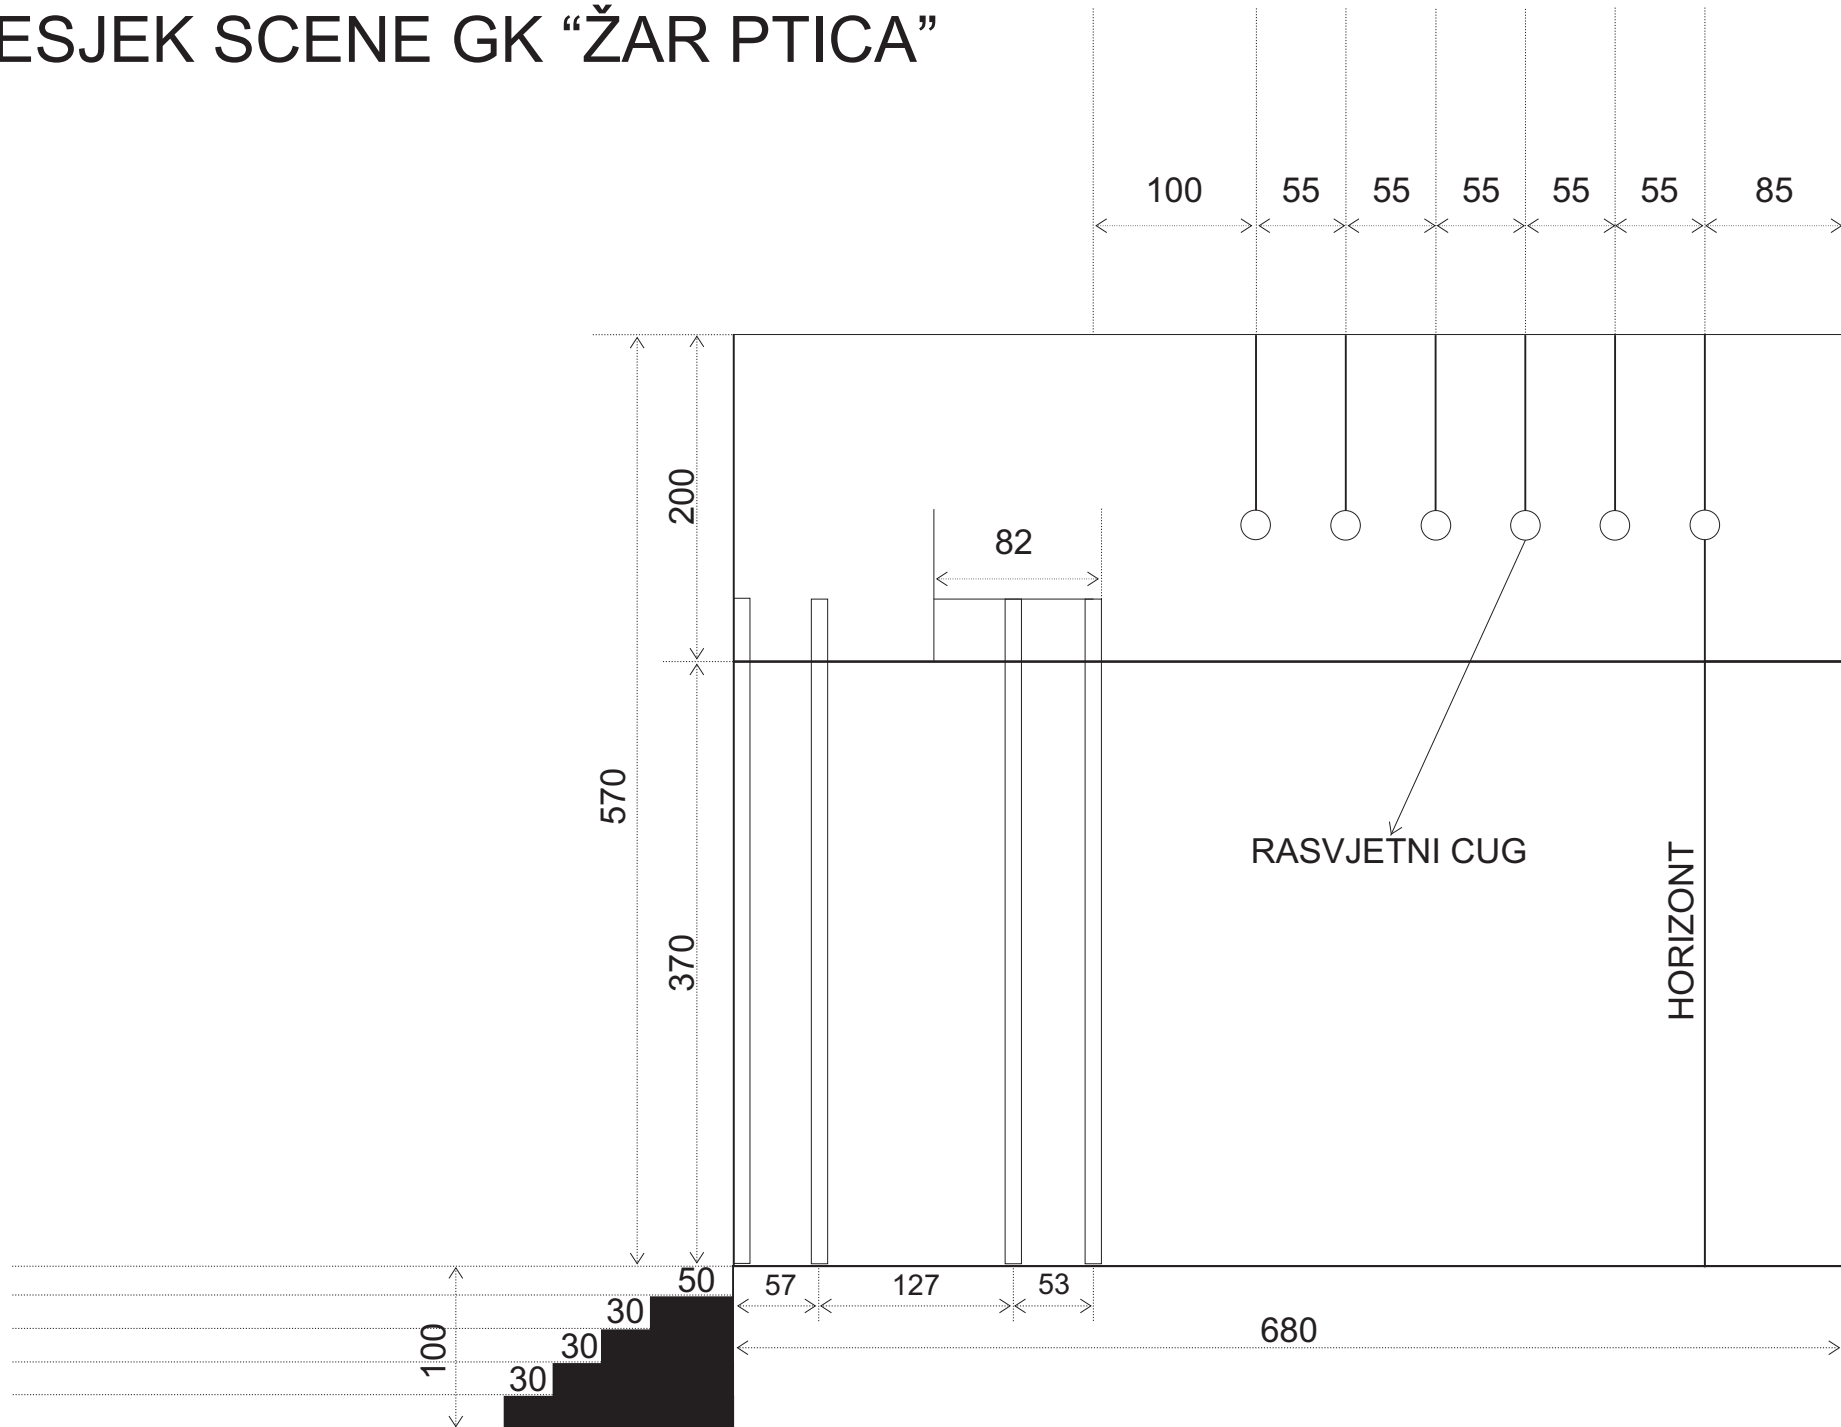 ESJEK SCENE GK “ŽAR PTICA”
100 55 55 55 55 55 85
200
82
570
RASVJETNI CUG
HORIZONT
370
50
57 127 53
30
680
30
100
30